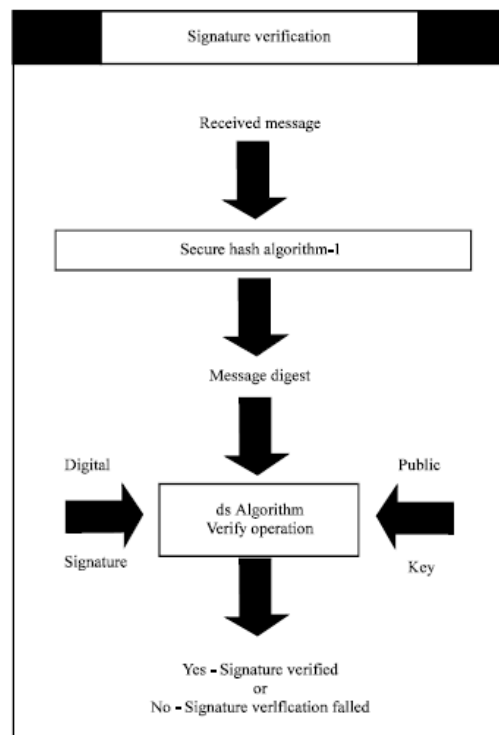 Signature verification
Received message
Secure hash algorithm-1
Message digest
Digital
Public
ds Algorithm
Verify operation
Signature
Key
Yes - Signature verified
or
No - Signature verification falled